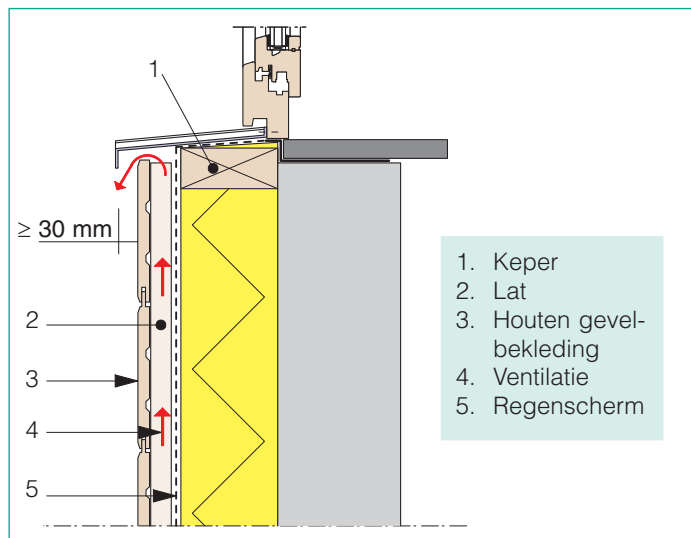 1
≥ 30 mm
2
3
4
5
1. Keper
2. Lat
3. Houten gevel-
bekleding
4. Ventilatie
5. Regenscherm